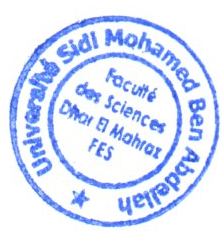 Université Sidi Mohamed Ben Abdellah
Faculté
des Sciences
Dhar El Mahraz
FES